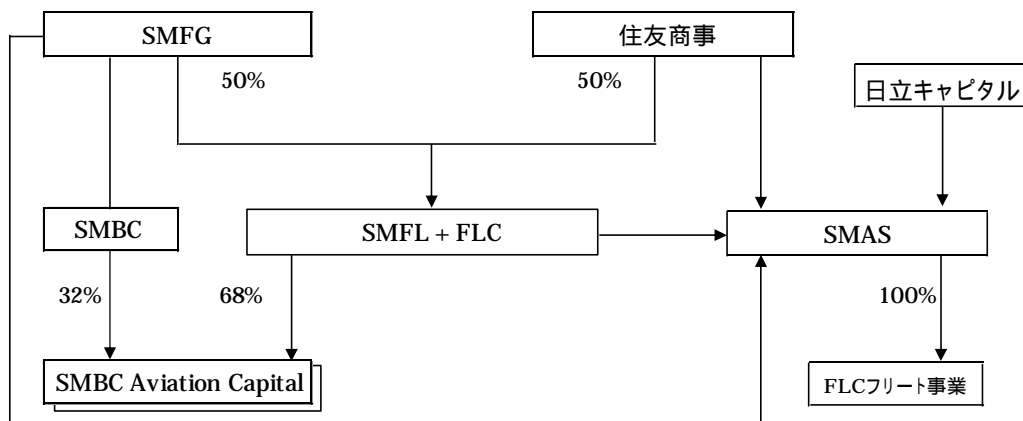 SMFG
住友商事
50%
50%
日立キャピタル
SMBC
SMFL + FLC
SMAS
32%
68%
100%
SMBC Aviation Capital
FLCフリート事業